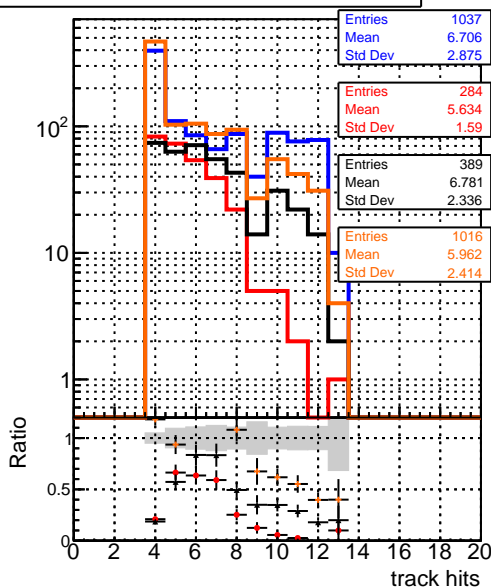 Entries 1037
Mean 6.706
Std Dev 2.875
Entries 284
Mean 5.634
Std Dev 1.59
Entries 389
Mean 6.781
Std Dev 2.336
Entries 1016
Mean 5.962
Std Dev 2.414
10²
10
1
Ratio
1
0.5
0
0 2 4 6 8 10 12 14 16 18 20
track hits